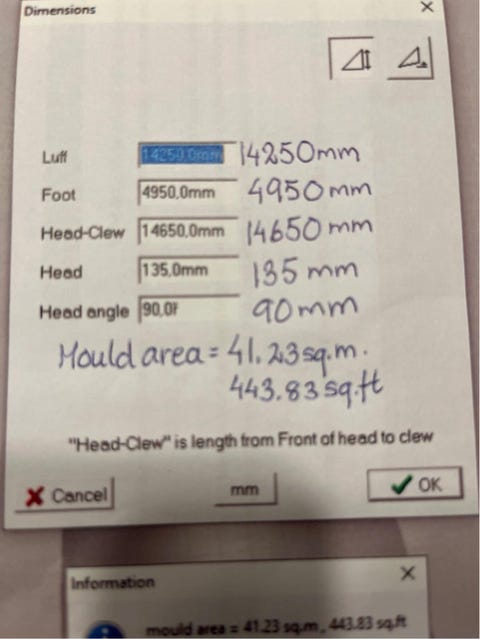 Dimensions
Luff 14250.0mm 14250mm
Foot 4950,0mm 4950 mm
Head-Clew 14650,0mm 14650 mm
Head 135,0mm 135 mm
Head angle 90,0° 90mm
Mould area = 41.23 sq.m.
443.83 sq.ft
"Head-Clew" is length from Front of head to clew
Cancel mm OK
Information
mould area = 41.23 sq.m , 443.83 sq.ft